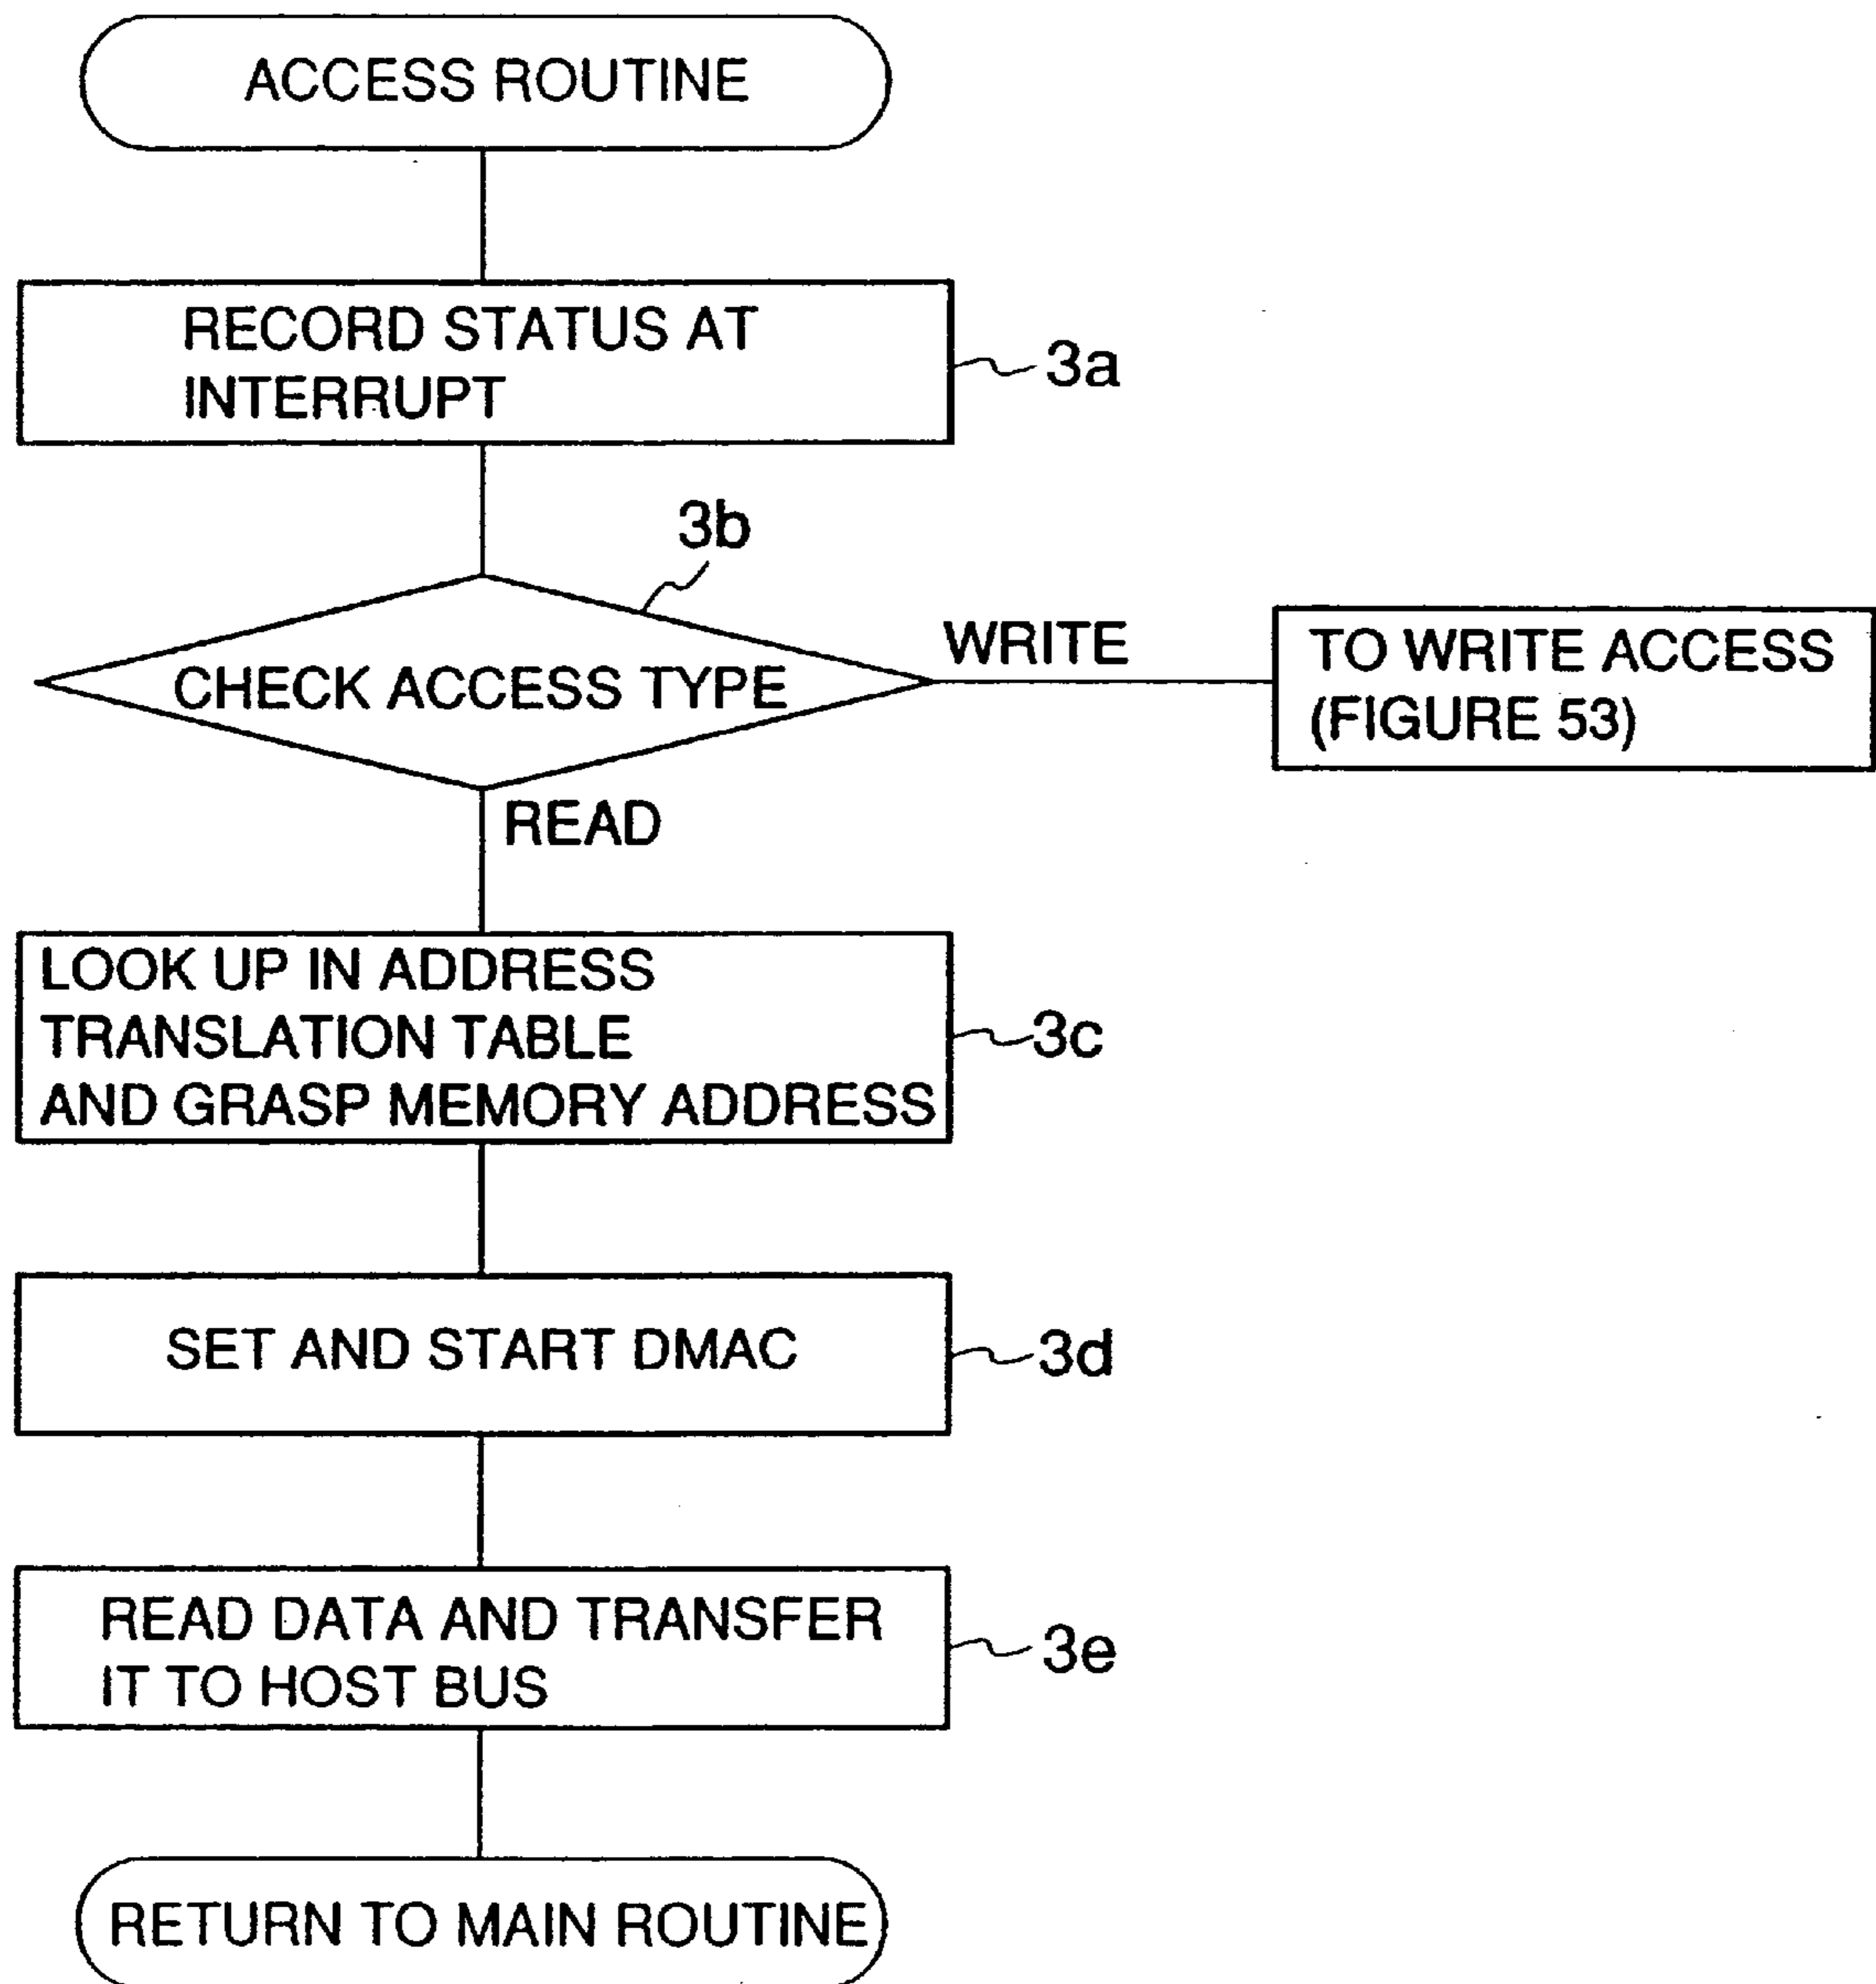 ACCESS ROUTINE
RECORD STATUS AT
INTERRUPT
3a
3b
CHECK ACCESS TYPE
WRITE
TO WRITE ACCESS
(FIGURE 53)
READ
LOOK UP IN ADDRESS
TRANSLATION TABLE
AND GRASP MEMORY ADDRESS
3c
SET AND START DMAC
3d
READ DATA AND TRANSFER
IT TO HOST BUS
3e
RETURN TO MAIN ROUTINE